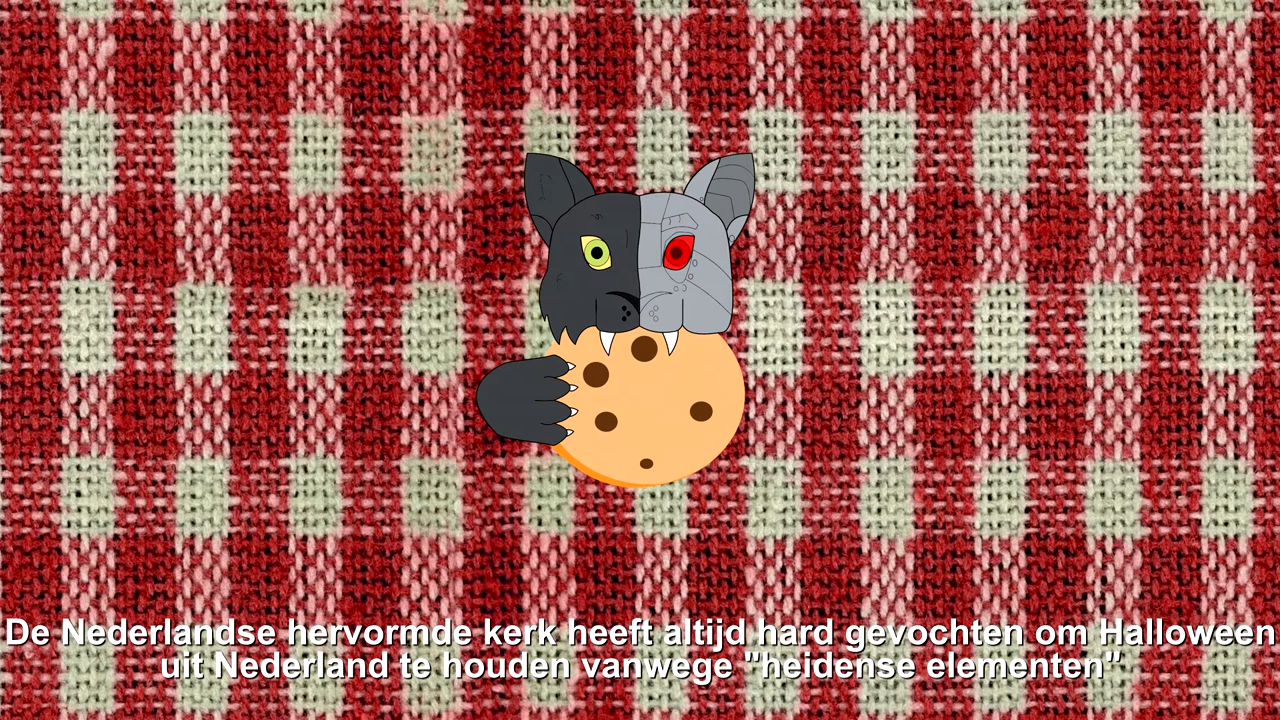 De Nederlandse hervormde kerk heeft altijd hard gevochten om Halloween
uit Nederland te houden vanwege "heidense elementen"